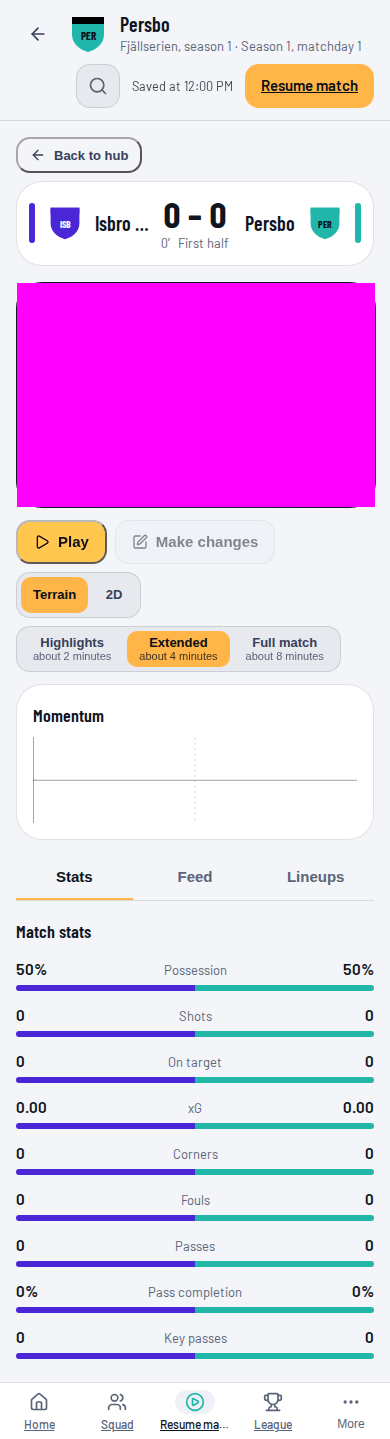 PER
Persbo
Fjällserien, season 1 · Season 1, matchday 1
Saved at 12:00 PM
Resume match
Back to hub
ISB
Isbro ...
0 – 0
Persbo
PER
0' First half
Play
Make changes
Terrain
2D
Highlights
about 2 minutes
Extended
about 4 minutes
Full match
about 8 minutes
Momentum
Stats
Feed
Lineups
Match stats
50% Possession 50%
0 Shots 0
0 On target 0
0.00 xG 0.00
0 Corners 0
0 Fouls 0
0 Passes 0
0% Pass completion 0%
0 Key passes 0
Home
Squad
Resume ma...
League
More